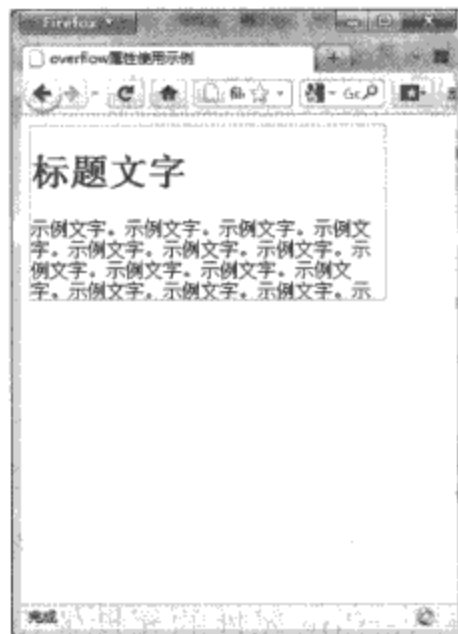 Firefox
overflow属性使用示例
标题文字
示例文字。示例文字。示例文字。示例文
字。示例文字。示例文字。示例文字。示
例文字。示例文字。示例文字。示例文
字。示例文字。示例文字。示例文字。示
完成